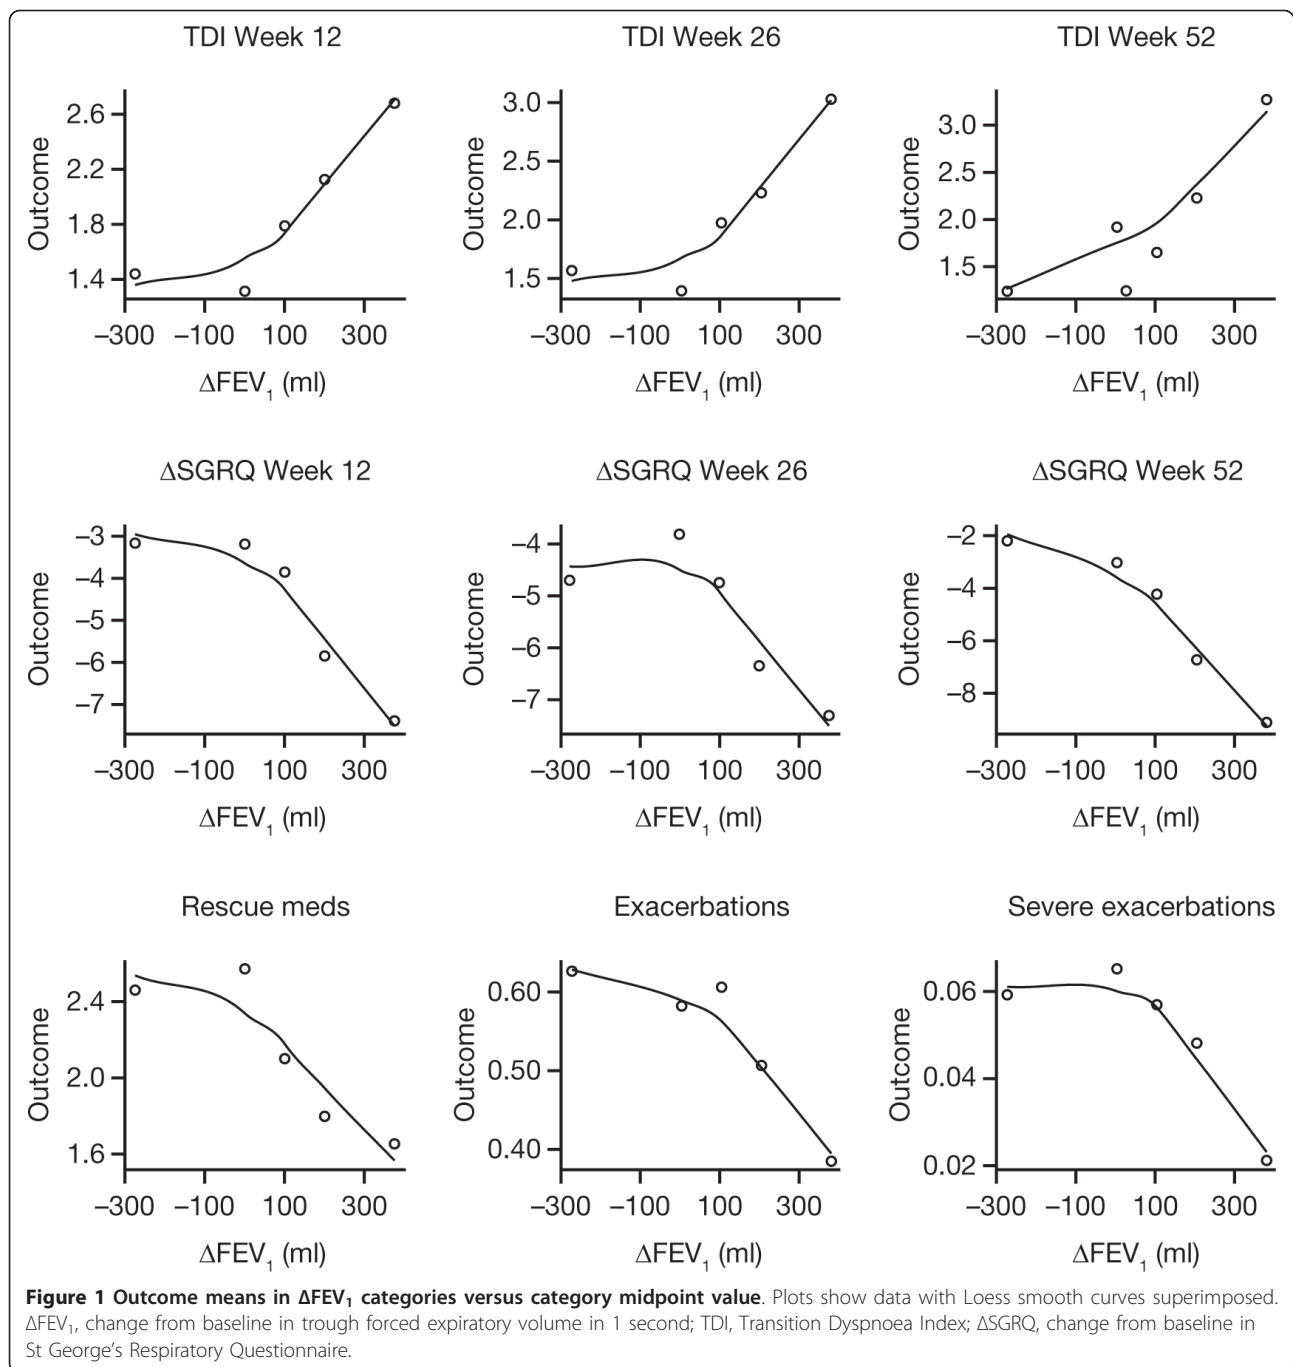 TDI Week 12
TDI Week 26
TDI Week 52
Outcome
2.6
2.2
1.8
1.4
−300 −100 100 300
ΔFEV1 (ml)
Outcome
3.0
2.5
2.0
1.5
−300 −100 100 300
ΔFEV1 (ml)
Outcome
3.0
2.5
2.0
1.5
−300 −100 100 300
ΔFEV1 (ml)
ΔSGRQ Week 12
ΔSGRQ Week 26
ΔSGRQ Week 52
Outcome
−3
−4
−5
−6
−7
−300 −100 100 300
ΔFEV1 (ml)
Outcome
−4
−5
−6
−7
−300 −100 100 300
ΔFEV1 (ml)
Outcome
−2
−4
−6
−8
−300 −100 100 300
ΔFEV1 (ml)
Rescue meds
Exacerbations
Severe exacerbations
Outcome
2.4
2.0
1.6
−300 −100 100 300
ΔFEV1 (ml)
Outcome
0.60
0.50
0.40
−300 −100 100 300
ΔFEV1 (ml)
Outcome
0.06
0.04
0.02
−300 −100 100 300
ΔFEV1 (ml)
Figure 1 Outcome means in ΔFEV1 categories versus category midpoint value. Plots show data with Loess smooth curves superimposed.
ΔFEV1, change from baseline in trough forced expiratory volume in 1 second; TDI, Transition Dyspnoea Index; ΔSGRQ, change from baseline in
St George's Respiratory Questionnaire.